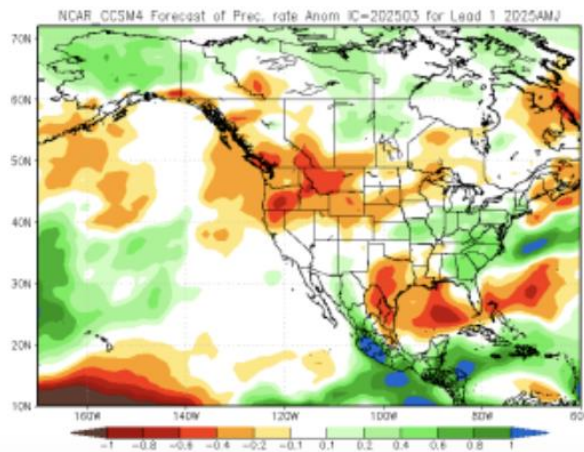 NCAR_CCSM4 Forecast of Prec. rate Anom IC=202503 for Lead 1 2025AMJ
70N
60N
50N
40N
30N
20N
10N
160W 140W 120W 100W 80W 60
-1 -0.8 -0.6 -0.4 -0.2 -0.1 0.1 0.2 0.4 0.6 0.8 1